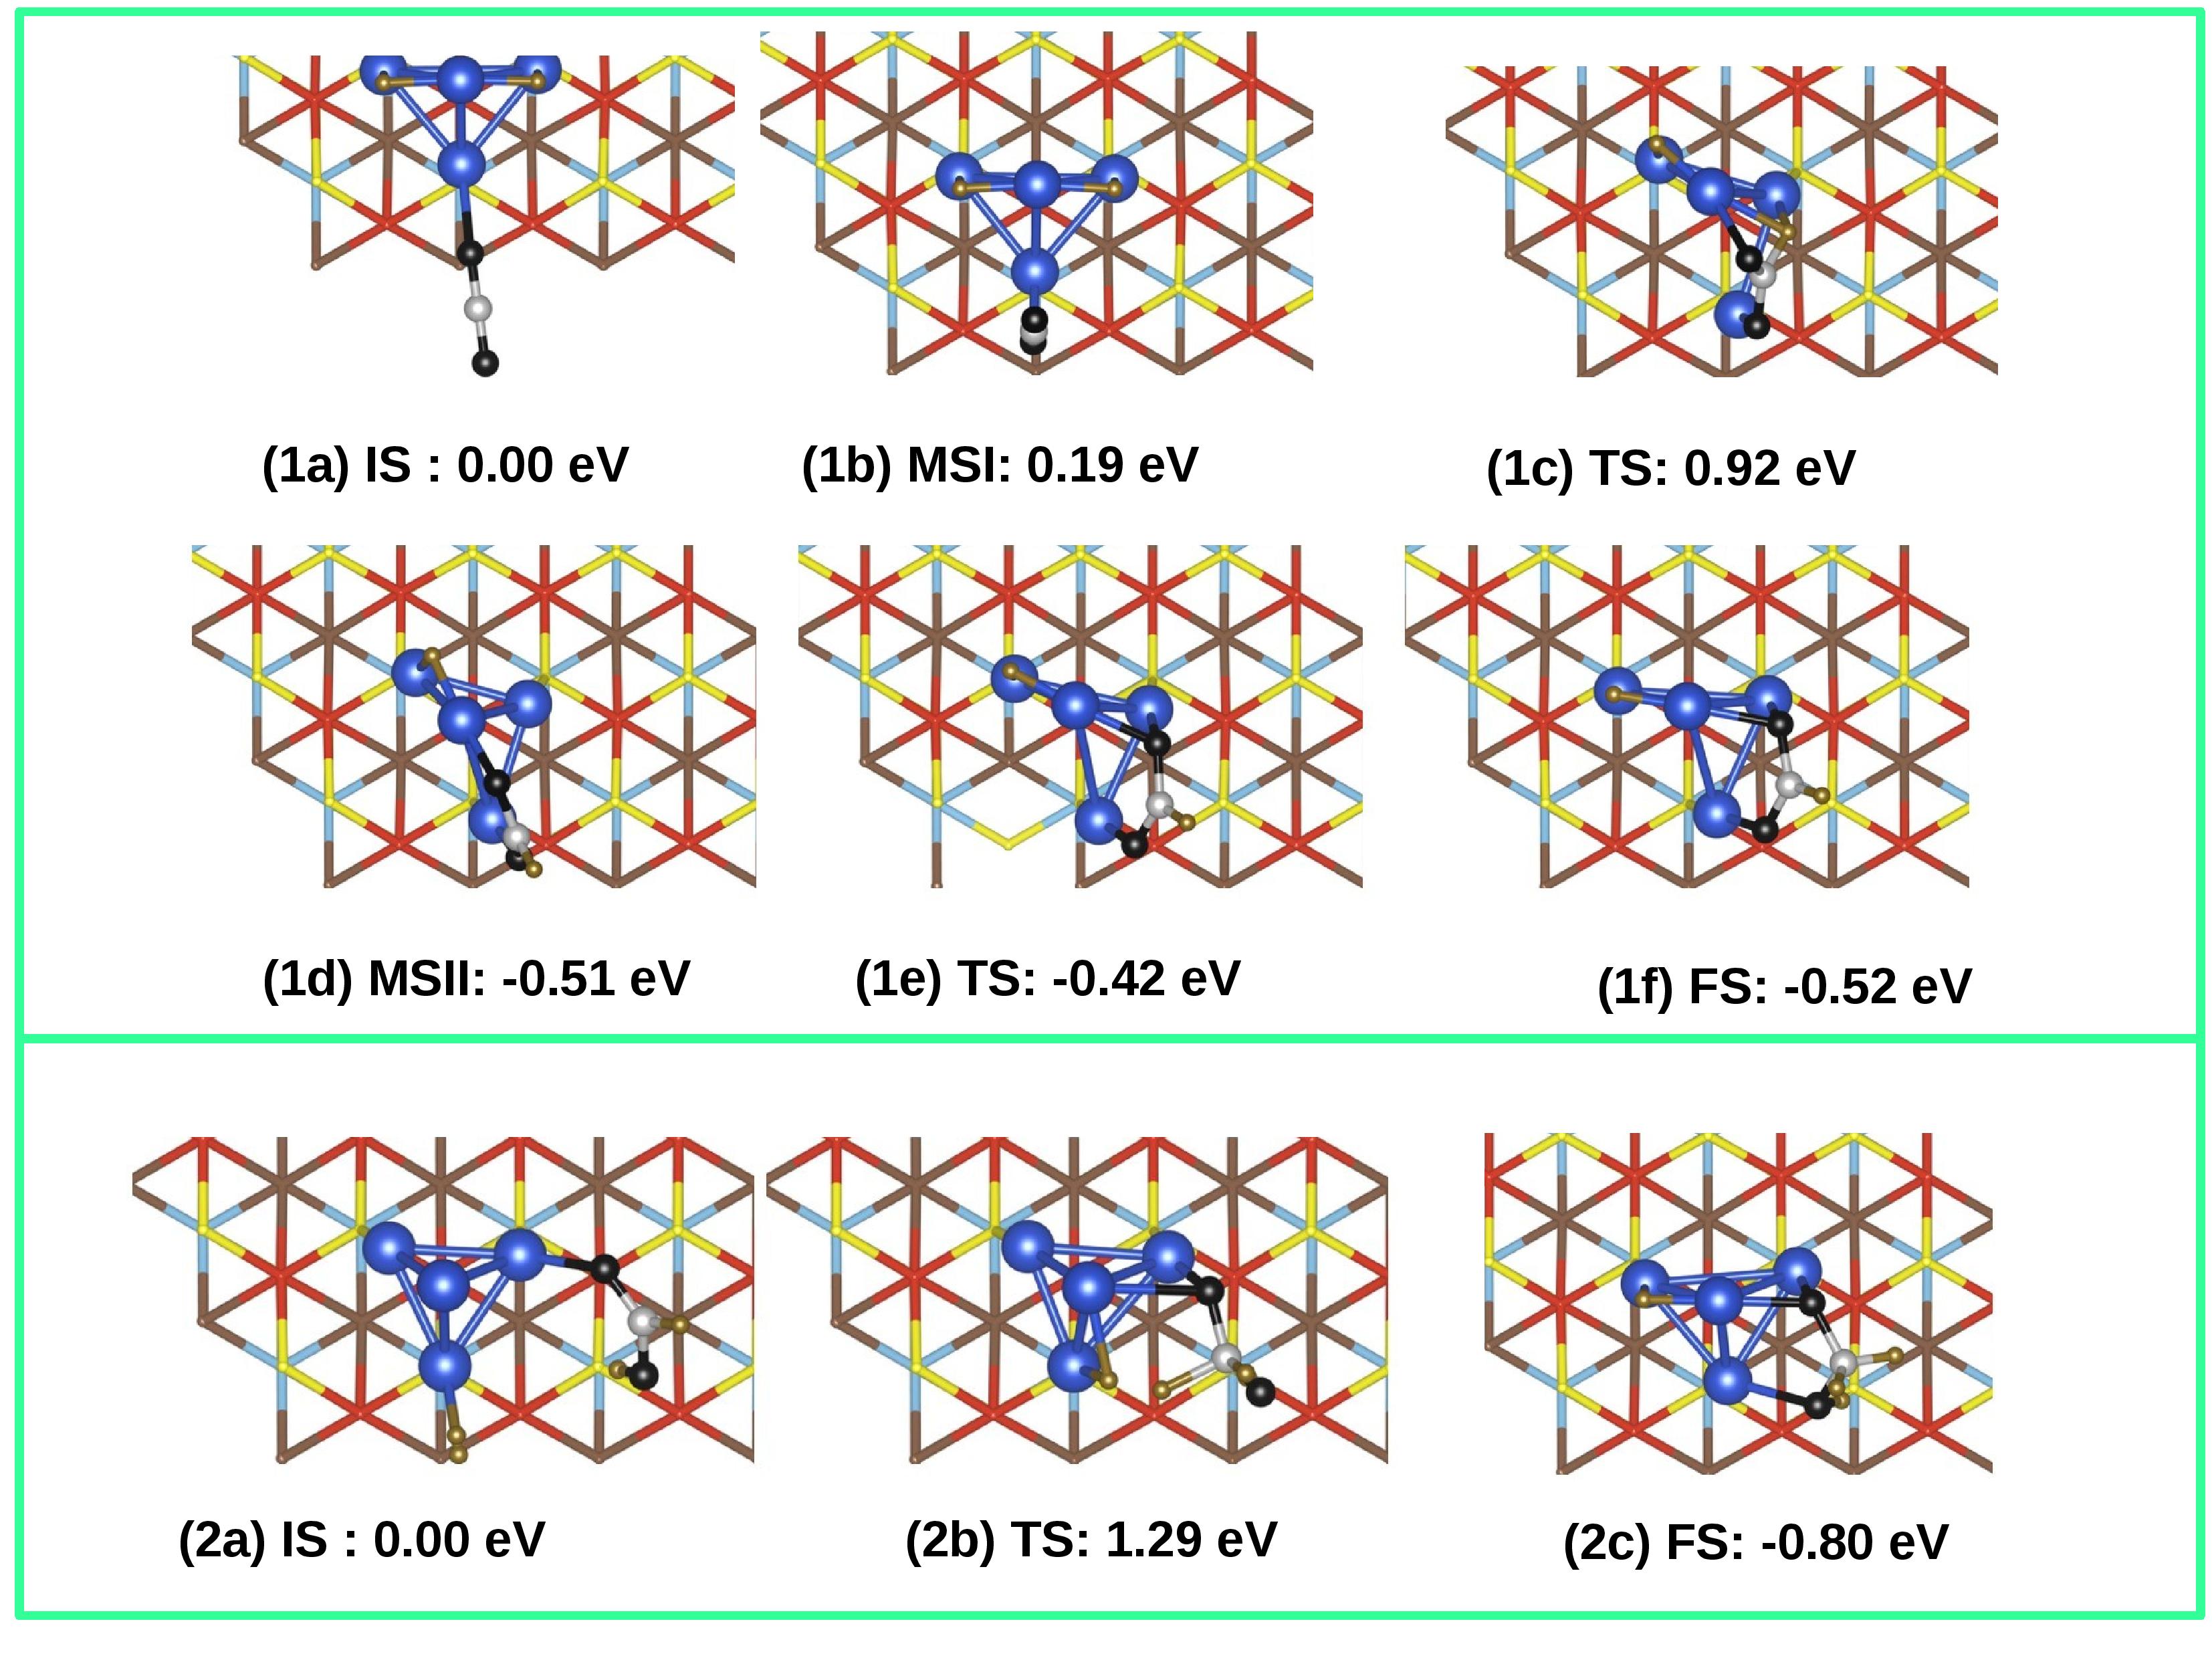 (1a) IS : 0.00 eV
(1b) MSI: 0.19 eV
(1c) TS: 0.92 eV
(1d) MSII: -0.51 eV
(1e) TS: -0.42 eV
(1f) FS: -0.52 eV
(2a) IS : 0.00 eV
(2b) TS: 1.29 eV
(2c) FS: -0.80 eV